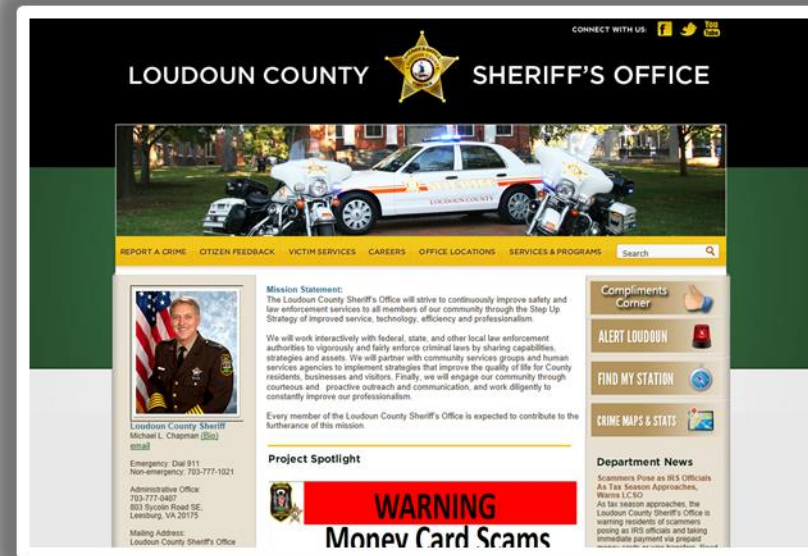 CONNECT WITH US:
You
Tube
LOUDOUN COUNTY SHERIFF'S OFFICE
LOUDOUN COUNTY
REPORT A CRIME CITIZEN FEEDBACK VICTIM SERVICES CAREERS OFFICE LOCATIONS SERVICES & PROGRAMS Search
Loudoun County Sheriff
Michael L. Chapman (Bio)
email
Emergency: Dial 911
Non-emergency: 703-777-1021
Administrative Office:
703-777-0407
803 Sycolin Road SE,
Leesburg, VA 20175
Mailing Address:
Loudoun County Sheriff's Office
Mission Statement:
The Loudoun County Sheriff's Office will strive to continuously improve safety and
law enforcement services to all members of our community through the Step Up
Strategy of improved service, technology, efficiency and professionalism.
We will work interactively with federal, state, and other local law enforcement
authorities to vigorously and fairly enforce criminal laws by sharing capabilities,
strategies and assets. We will partner with community services groups and human
services agencies to implement strategies that improve the quality of life for County
residents, businesses and visitors. Finally, we will engage our community through
courteous and proactive outreach and communication, and work diligently to
constantly improve our professionalism.
Every member of the Loudoun County Sheriff's Office is expected to contribute to the
furtherance of this mission.
Project Spotlight
WARNING
Money Card Scams
Compliments
Corner
ALERT LOUDOUN
FIND MY STATION
CRIME MAPS & STATS
Department News
Scammers Pose as IRS Officials
As Tax Season Approaches,
Warns LCSO
As tax season approaches, the
Loudoun County Sheriff's Office is
warning residents of scammers
posing as IRS officials and taking
immediate payment via prepaid